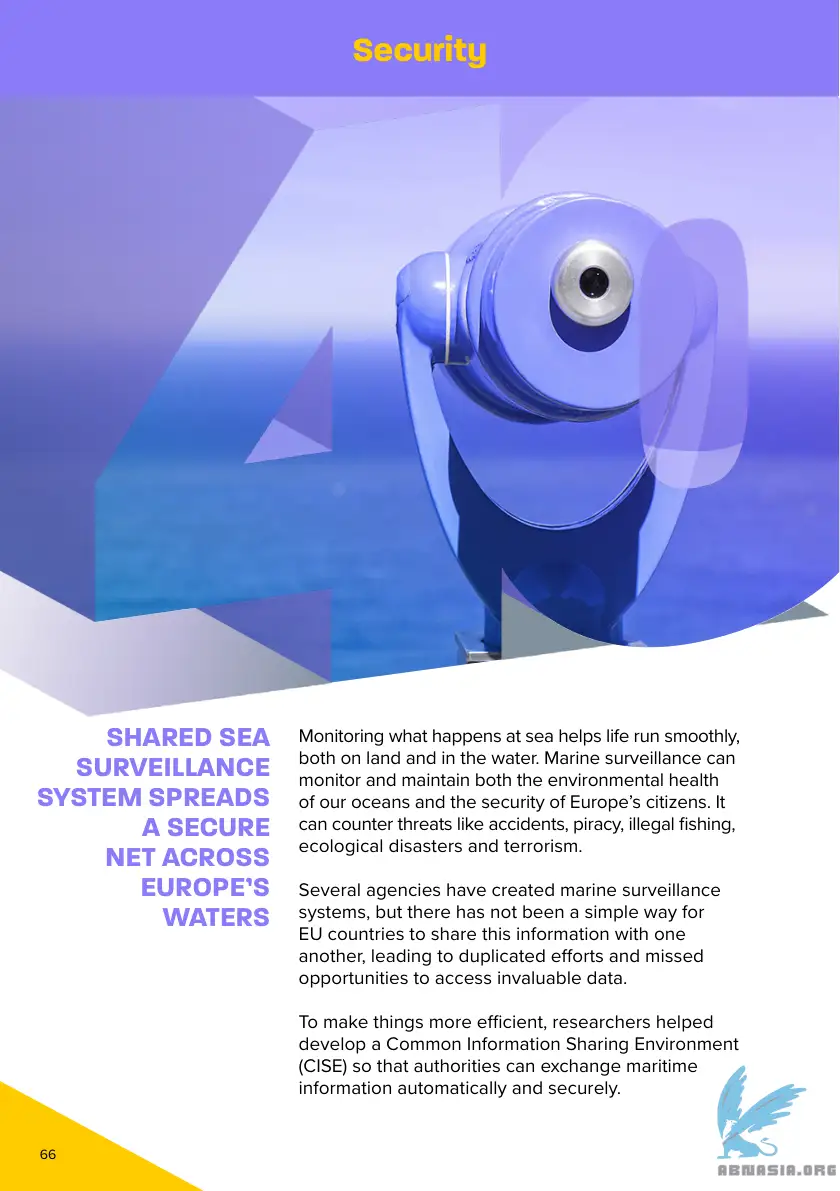 Security
40
SHARED SEA
SURVEILLANCE
SYSTEM SPREADS
A SECURE
NET ACROSS
EUROPE'S
WATERS
Monitoring what happens at sea helps life run smoothly,
both on land and in the water. Marine surveillance can
monitor and maintain both the environmental health
of our oceans and the security of Europe's citizens. It
can counter threats like accidents, piracy, illegal fishing,
ecological disasters and terrorism.
Several agencies have created marine surveillance
systems, but there has not been a simple way for
EU countries to share this information with one
another, leading to duplicated efforts and missed
opportunities to access invaluable data.
To make things more efficient, researchers helped
develop a Common Information Sharing Environment
(CISE) so that authorities can exchange maritime
information automatically and securely.
66
ABNASIA.ORG